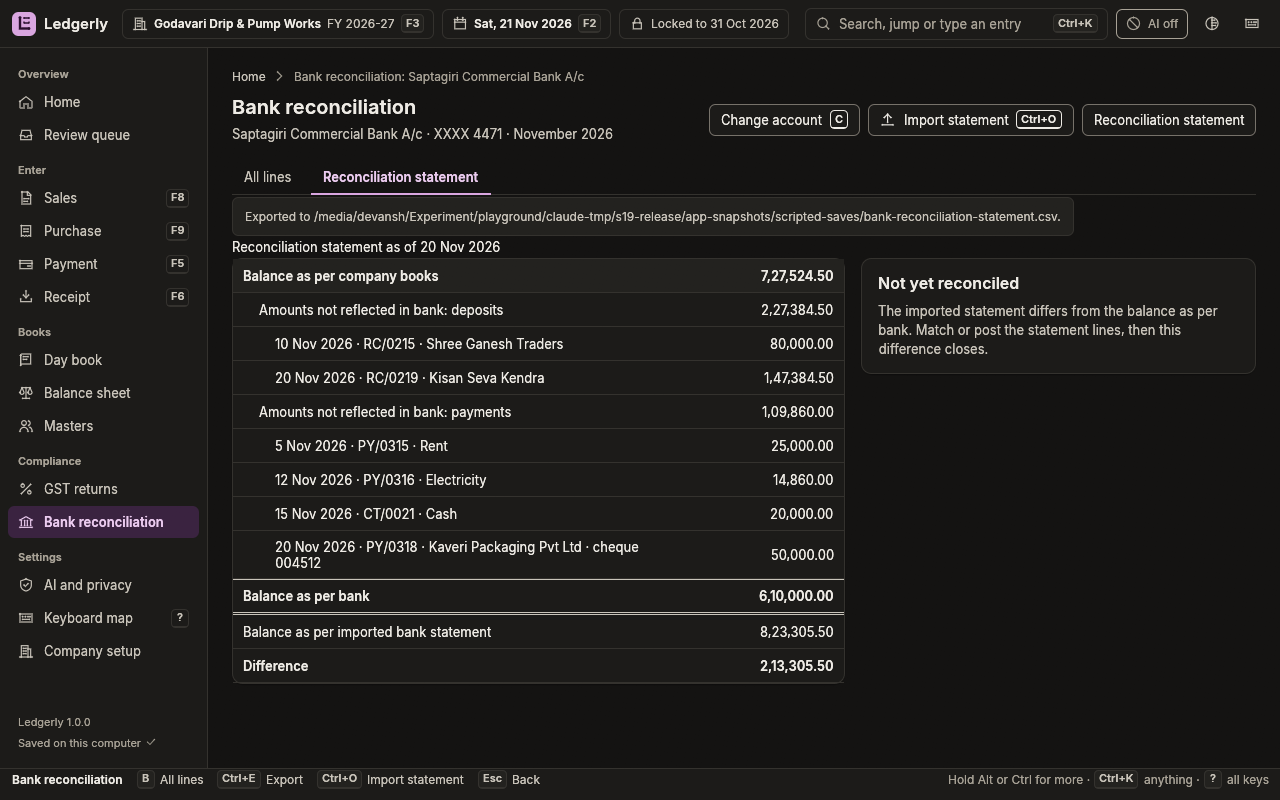 Ledgerly
Godavari Drip & Pump Works FY 2026-27 F3
Sat, 21 Nov 2026 F2
Locked to 31 Oct 2026
Search, jump or type an entry Ctrl+K
AI off
Overview
Home
Review queue
Enter
Sales F8
Purchase F9
Payment F5
Receipt F6
Books
Day book
Balance sheet
Masters
Compliance
GST returns
Bank reconciliation
Settings
AI and privacy
Keyboard map ?
Company setup
Ledgerly 1.0.0
Saved on this computer
Home Bank reconciliation: Saptagiri Commercial Bank A/c
Bank reconciliation
Saptagiri Commercial Bank A/c · XXXX 4471 · November 2026
Change account C
Import statement Ctrl+O
Reconciliation statement
All lines
Reconciliation statement
Exported to /media/devansh/Experiment/playground/claude-tmp/s19-release/app-snapshots/scripted-saves/bank-reconciliation-statement.csv.
Reconciliation statement as of 20 Nov 2026
Balance as per company books 7,27,524.50
Amounts not reflected in bank: deposits 2,27,384.50
10 Nov 2026 · RC/0215 · Shree Ganesh Traders 80,000.00
20 Nov 2026 · RC/0219 · Kisan Seva Kendra 1,47,384.50
Amounts not reflected in bank: payments 1,09,860.00
5 Nov 2026 · PY/0315 · Rent 25,000.00
12 Nov 2026 · PY/0316 · Electricity 14,860.00
15 Nov 2026 · CT/0021 · Cash 20,000.00
20 Nov 2026 · PY/0318 · Kaveri Packaging Pvt Ltd · cheque
004512 50,000.00
Balance as per bank 6,10,000.00
Balance as per imported bank statement 8,23,305.50
Difference 2,13,305.50
Not yet reconciled
The imported statement differs from the balance as per
bank. Match or post the statement lines, then this
difference closes.
Bank reconciliation B All lines Ctrl+E Export Ctrl+O Import statement Esc Back
Hold Alt or Ctrl for more · Ctrl+K anything · ? all keys